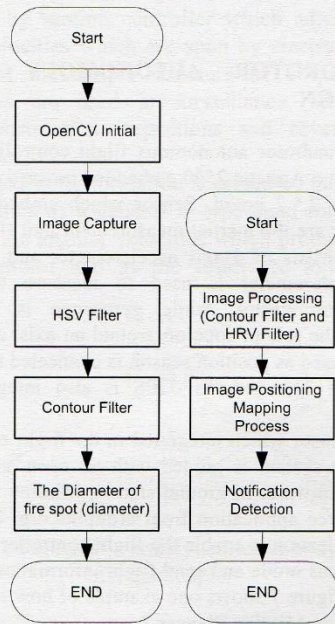 Start
OpenCV Initial
Image Capture
HSV Filter
Contour Filter
The Diameter of
fire spot (diameter)
END
Start
Image Processing
(Contour Filter and
HRV Filter)
Image Positioning
Mapping
Process
Notification
Detection
END